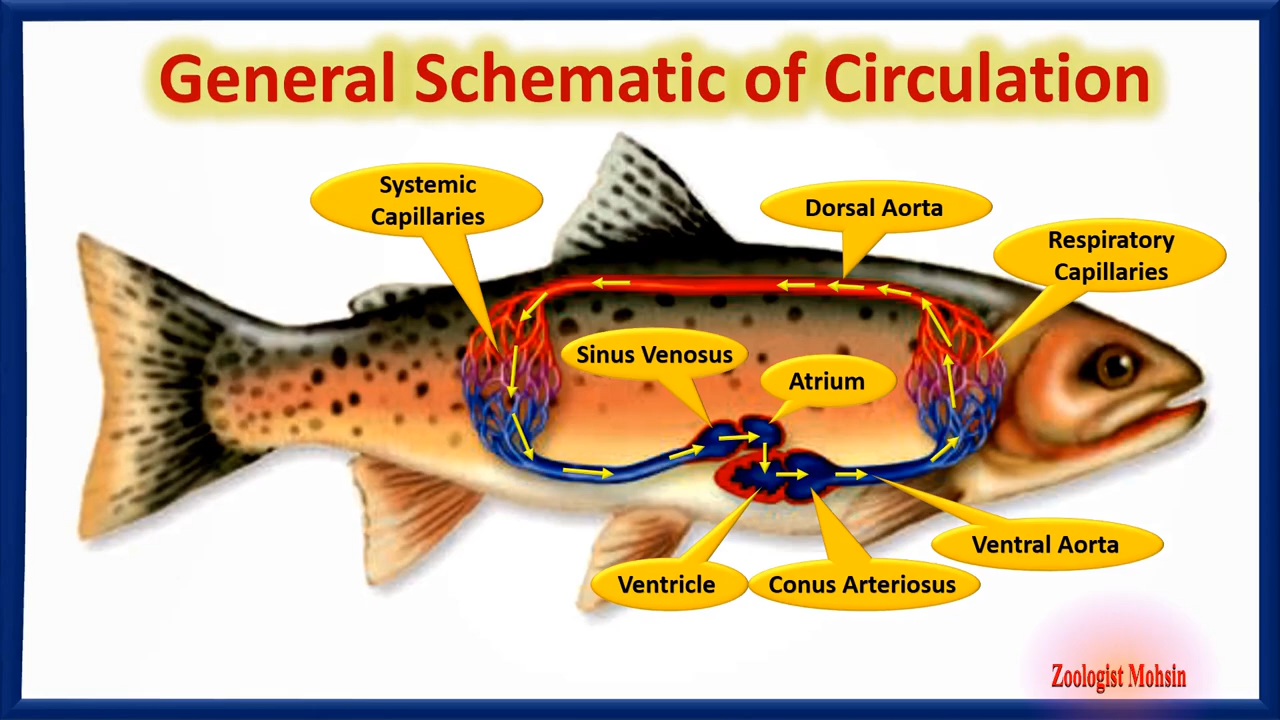 General Schematic of Circulation
Systemic
Capillaries
Dorsal Aorta
Respiratory
Capillaries
Sinus Venosus
Atrium
Ventral Aorta
Ventricle
Conus Arteriosus
Zoologist Mohsin